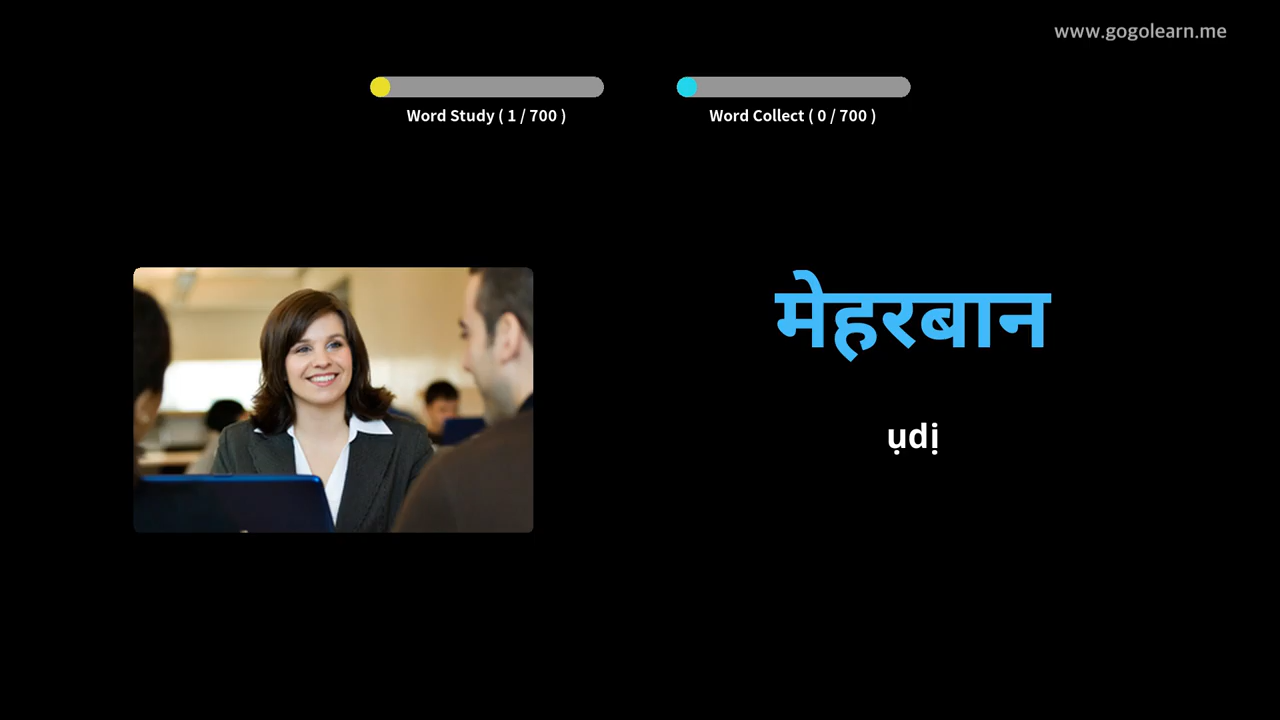 www.gogolearn.me
Word Study ( 1 / 700 )
Word Collect ( 0 / 700 )
मेहरबान
ụdị